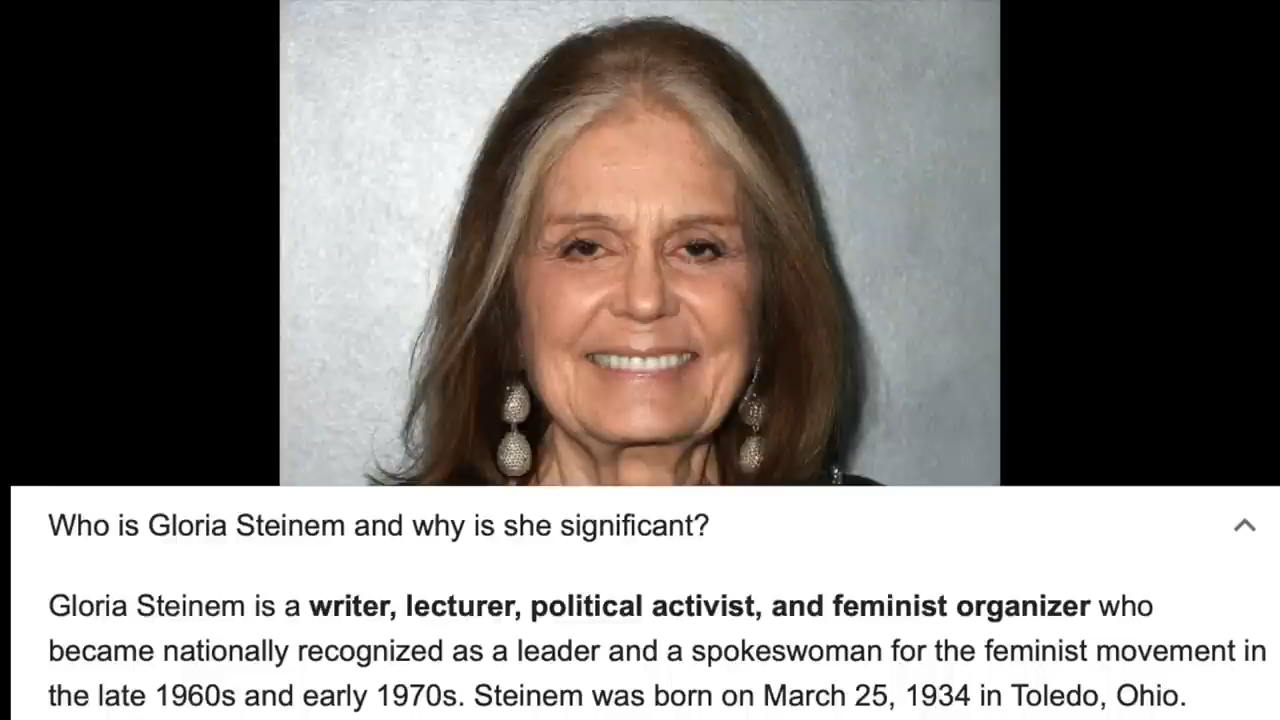 Who is Gloria Steinem and why is she significant?
Gloria Steinem is a writer, lecturer, political activist, and feminist organizer who
became nationally recognized as a leader and a spokeswoman for the feminist movement in
the late 1960s and early 1970s. Steinem was born on March 25, 1934 in Toledo, Ohio.